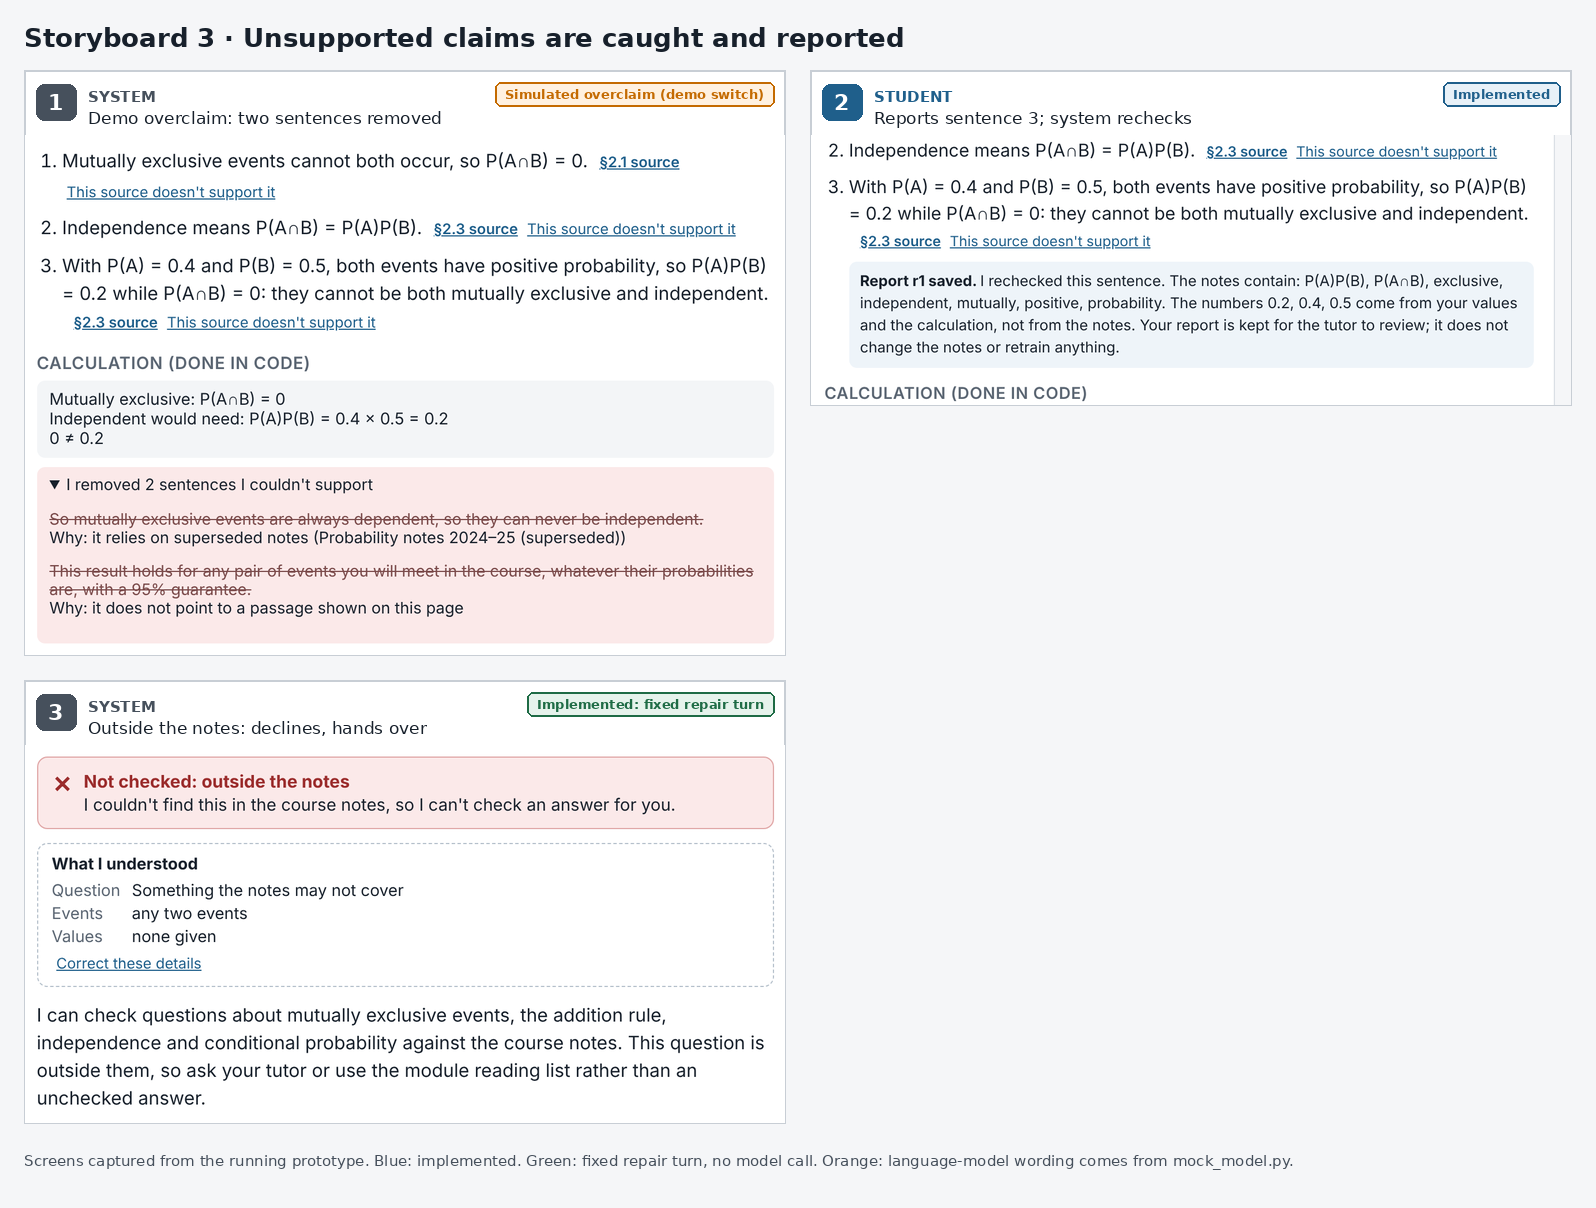 Storyboard 3 · Unsupported claims are caught and reported
1
SYSTEM
Simulated overclaim (demo switch)
Demo overclaim: two sentences removed
1. Mutually exclusive events cannot both occur, so P(A∩B) = 0. §2.1 source
This source doesn't support it
2. Independence means P(A∩B) = P(A)P(B). §2.3 source This source doesn't support it
3. With P(A) = 0.4 and P(B) = 0.5, both events have positive probability, so P(A)P(B)
= 0.2 while P(A∩B) = 0: they cannot be both mutually exclusive and independent.
§2.3 source This source doesn't support it
CALCULATION (DONE IN CODE)
Mutually exclusive: P(A∩B) = 0
Independent would need: P(A)P(B) = 0.4 × 0.5 = 0.2
0 ≠ 0.2
▼ I removed 2 sentences I couldn't support
So mutually exclusive events are always dependent, so they can never be independent.
Why: it relies on superseded notes (Probability notes 2024–25 (superseded))
This result holds for any pair of events you will meet in the course, whatever their probabilities
are, with a 95% guarantee.
Why: it does not point to a passage shown on this page
2
STUDENT
Implemented
Reports sentence 3; system rechecks
2. Independence means P(A∩B) = P(A)P(B). §2.3 source This source doesn't support it
3. With P(A) = 0.4 and P(B) = 0.5, both events have positive probability, so P(A)P(B)
= 0.2 while P(A∩B) = 0: they cannot be both mutually exclusive and independent.
§2.3 source This source doesn't support it
Report r1 saved. I rechecked this sentence. The notes contain: P(A)P(B), P(A∩B), exclusive,
independent, mutually, positive, probability. The numbers 0.2, 0.4, 0.5 come from your values
and the calculation, not from the notes. Your report is kept for the tutor to review; it does not
change the notes or retrain anything.
CALCULATION (DONE IN CODE)
3
SYSTEM
Implemented: fixed repair turn
Outside the notes: declines, hands over
✕ Not checked: outside the notes
I couldn't find this in the course notes, so I can't check an answer for you.
What I understood
Question Something the notes may not cover
Events any two events
Values none given
Correct these details
I can check questions about mutually exclusive events, the addition rule,
independence and conditional probability against the course notes. This question is
outside them, so ask your tutor or use the module reading list rather than an
unchecked answer.
Screens captured from the running prototype. Blue: implemented. Green: fixed repair turn, no model call. Orange: language-model wording comes from mock_model.py.